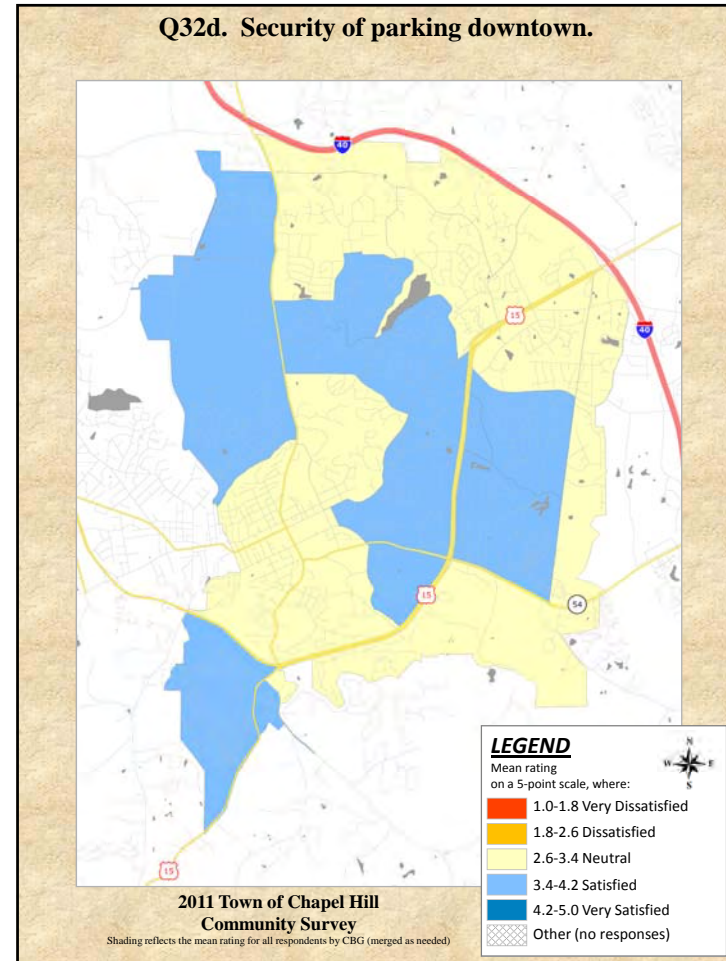 Q32d. Security of parking downtown.
40
15
40
15
54
15
LEGEND
N
W E
S
Mean rating
on a 5-point scale, where:
1.0-1.8 Very Dissatisfied
1.8-2.6 Dissatisfied
2.6-3.4 Neutral
3.4-4.2 Satisfied
4.2-5.0 Very Satisfied
Other (no responses)
2011 Town of Chapel Hill
Community Survey
Shading reflects the mean rating for all respondents by CBG (merged as needed)